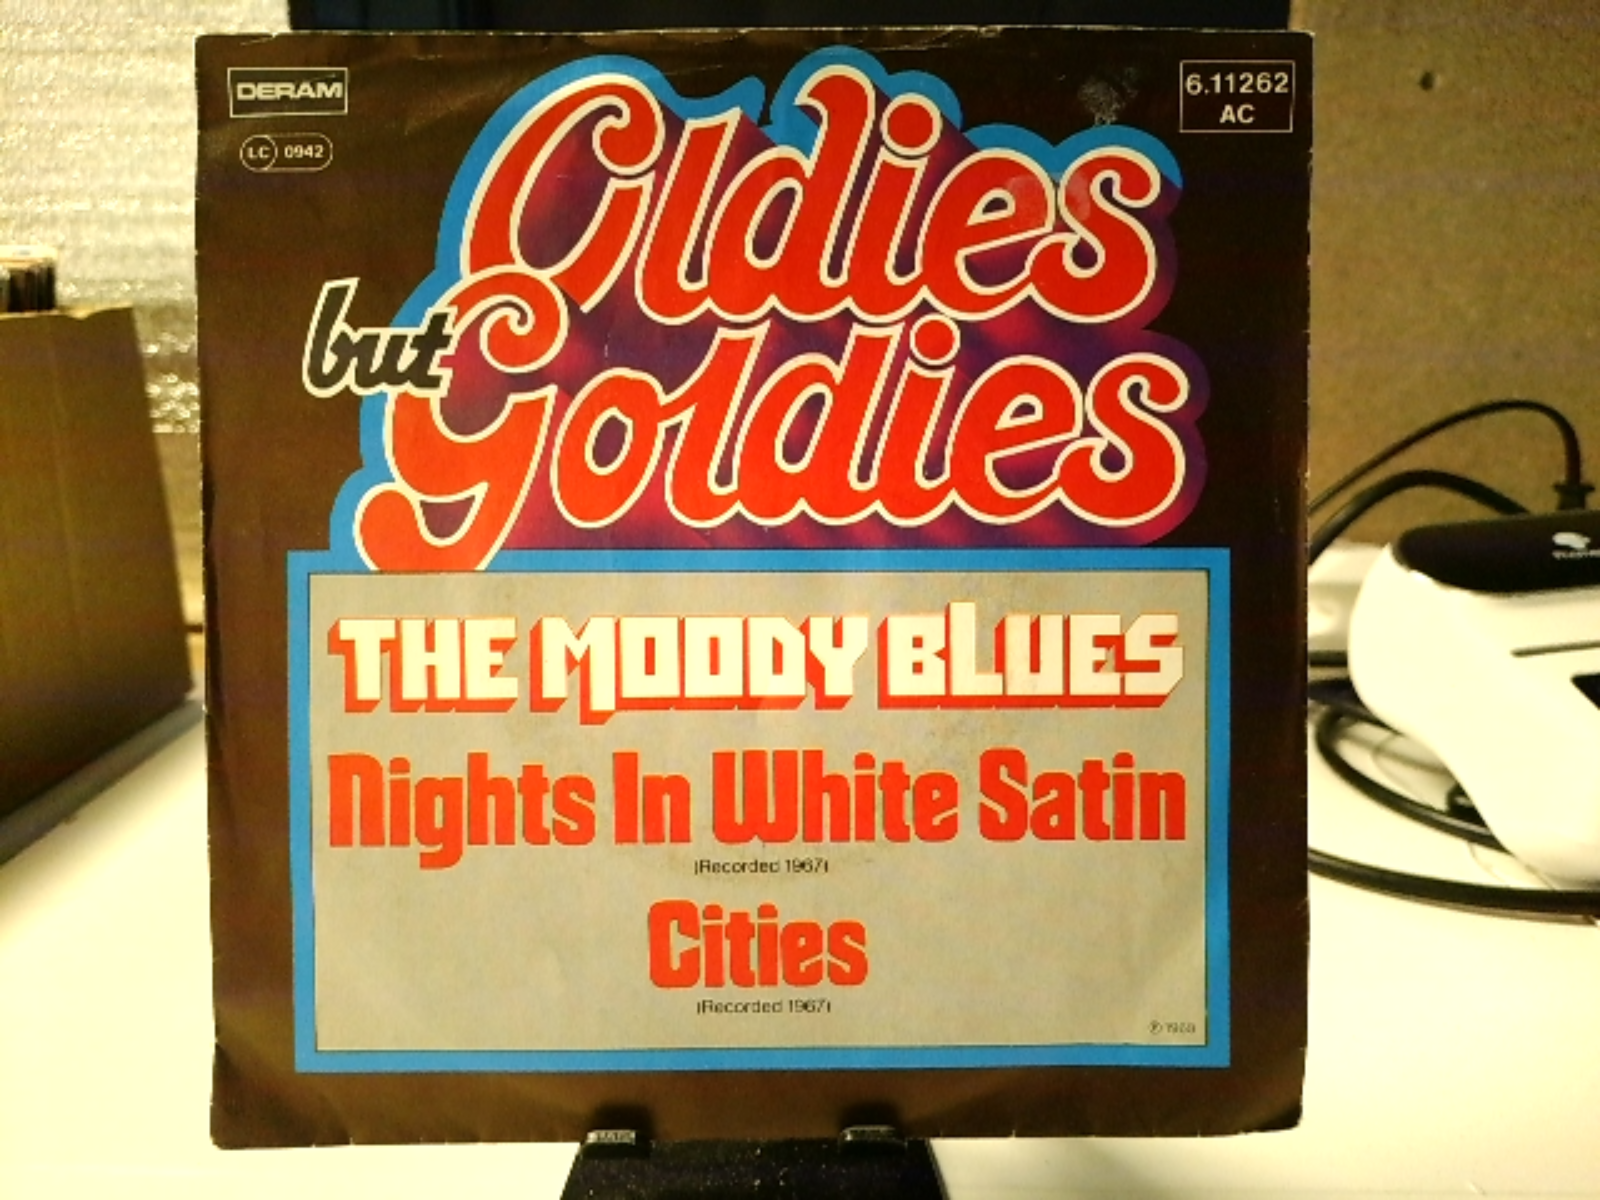 DERAM
LC 0942
6.11262
AC
Oldies
but
Goldies
THE MOODY BLUES
Nights In White Satin
(Recorded 1967)
Cities
(Recorded 1967)